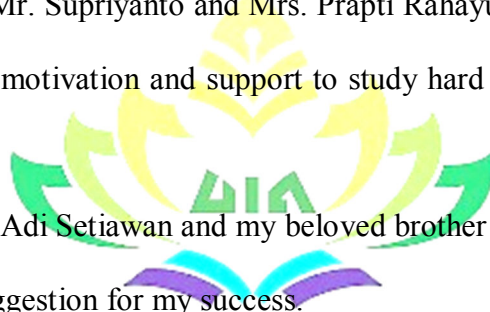 Mr. Supriyanto and Mrs. Prapti Rahayu
motivation and support to study hard
UIN
Adi Setiawan and my beloved brother
ggestion for my success.